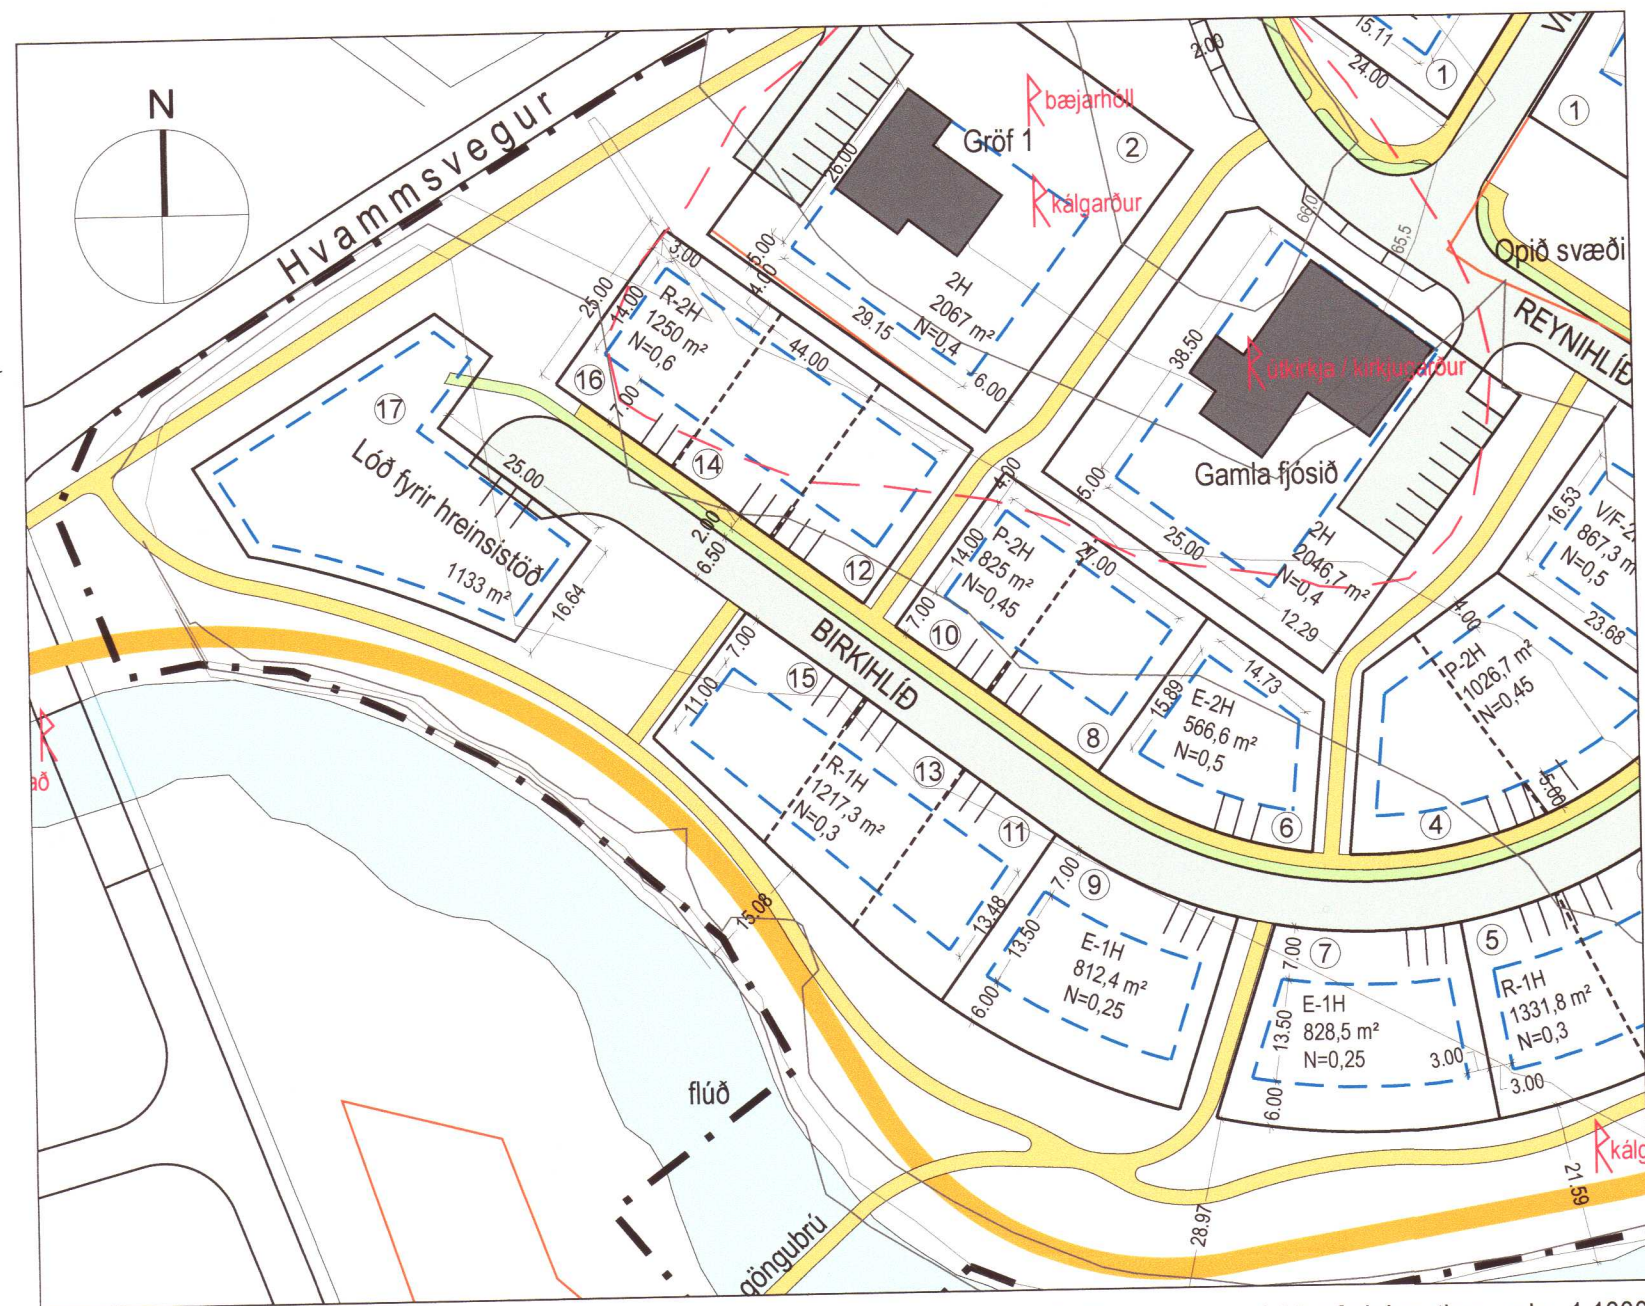 N
Hvammsvegur
bæjarhóll
kálgarður
Gröf 1
2
26.00
5.00
4.00
29.15
6.00
2H
2067 m²
N=0,4
2.00
15.11
24.00
1
1
66,0
65,5
Opið svæði
REYNIHLÍÐ
3.00
25.00
14.00
R-2H
1250 m²
N=0,6
44.00
16
7.00
14
12
17
Lóð fyrir hreinsistöð
1133 m²
25.00
16.64
2.00
6.50
BIRKIHLÍÐ
38.50
útkirkja / kirkjugarður
Gamla fjósið
5.00
25.00
2H
2046,7 m²
N=0,4
12.29
4.00
14.00
P-2H
825 m²
N=0,45
27.00
7.00
10
8
16.53
867,3 m
N=0,5
23.68
4.00
P-2H
1026,7 m²
N=0,45
5.00
4
15.89
14.73
E-2H
566,6 m²
N=0,5
6
7.00
11.00
15
R-1H
1217,3 m²
N=0,3
13
11
13.48
15.08
7.00
9
13.50
E-1H
812,4 m²
N=0,25
6.00
7.00
7
13.50
E-1H
828,5 m²
N=0,25
3.00
6.00
5
R-1H
1331,8 m²
N=0,3
3.00
flúð
göngubrú
28.97
21.59
kálg
að